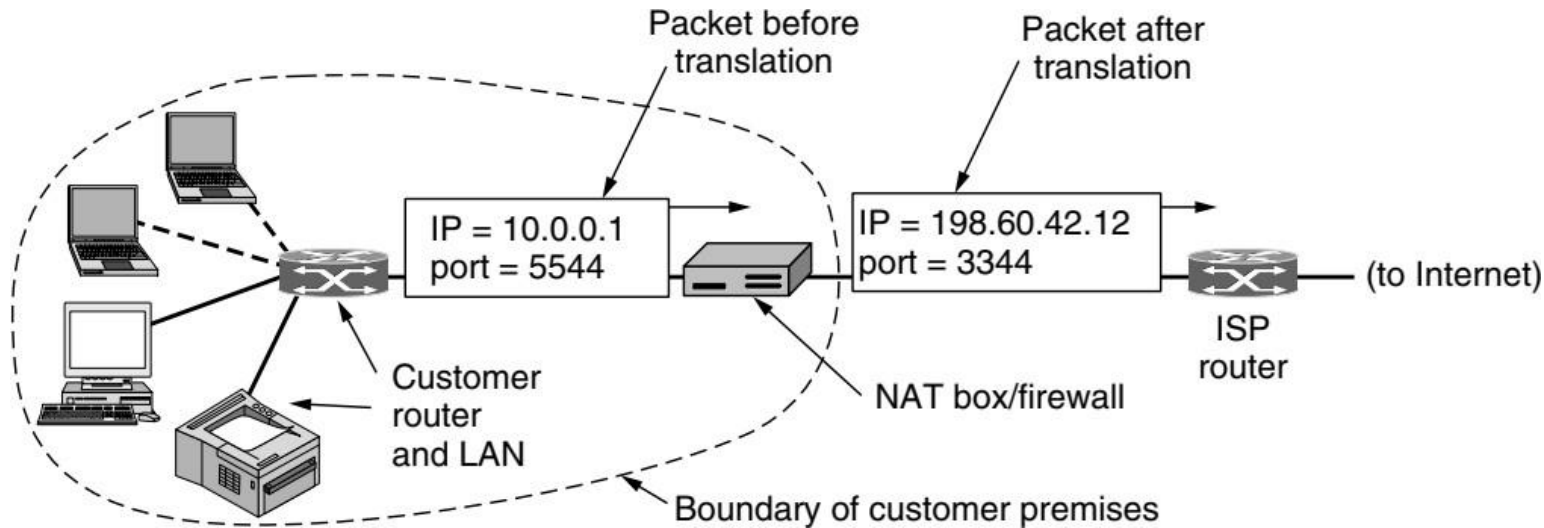 Packet before
translation
Packet after
translation
IP = 10.0.0.1
port = 5544
IP = 198.60.42.12
port = 3344
(to Internet)
ISP
router
Customer
router
and LAN
NAT box/firewall
Boundary of customer premises